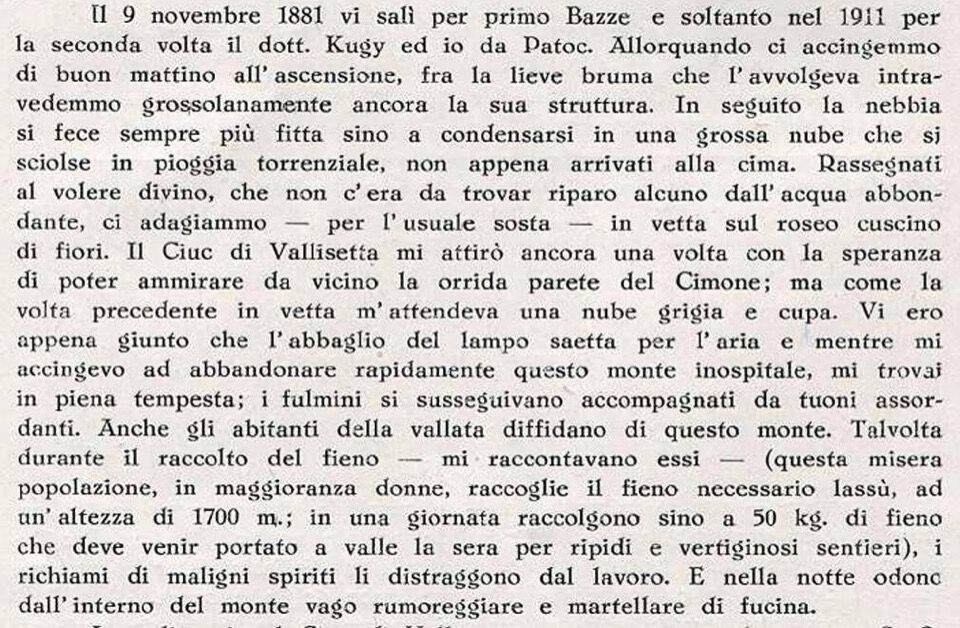 Il 9 novembre 1881 vi salì per primo Bazze e soltanto nel 1911 per
la seconda volta il dott. Kugy ed io da Patoc. Allorquando ci accingemmo
di buon mattino all' ascensione, fra la lieve bruma che l' avvolgeva intra-
vedemmo grossolanamente ancora la sua struttura. In seguito la nebbia
si fece sempre più fitta sino a condensarsi in una grossa nube che si
sciolse in pioggia torrenziale, non appena arrivati alla cima. Rassegnati
al volere divino, che non c' era da trovar riparo alcuno dall' acqua abbon-
dante, ci adagiammo — per l' usuale sosta — in vetta sul roseo cuscino
di fiori. Il Ciuc di Vallisetta mi attirò ancora una volta con la speranza
di poter ammirare da vicino la orrida parete del Cimone; ma come la
volta precedente in vetta m' attendeva una nube grigia e cupa. Vi ero
appena giunto che l' abbaglio del lampo saetta per l' aria e mentre mi
accingevo ad abbandonare rapidamente questo monte inospitale, mi trovai
in piena tempesta; i fulmini si susseguivano accompagnati da tuoni assor-
danti. Anche gli abitanti della vallata diffidano di questo monte. Talvolta
durante il raccolto del fieno — mi raccontavano essi — (questa misera
popolazione, in maggioranza donne, raccoglie il fieno necessario lassù, ad
un' altezza di 1700 m.; in una giornata raccolgono sino a 50 kg. di fieno
che deve venir portato a valle la sera per ripidi e vertiginosi sentieri), i
richiami di maligni spiriti li distraggono dal lavoro. E nella notte odono
dall' interno del monte vago rumoreggiare e martellare di fucina.